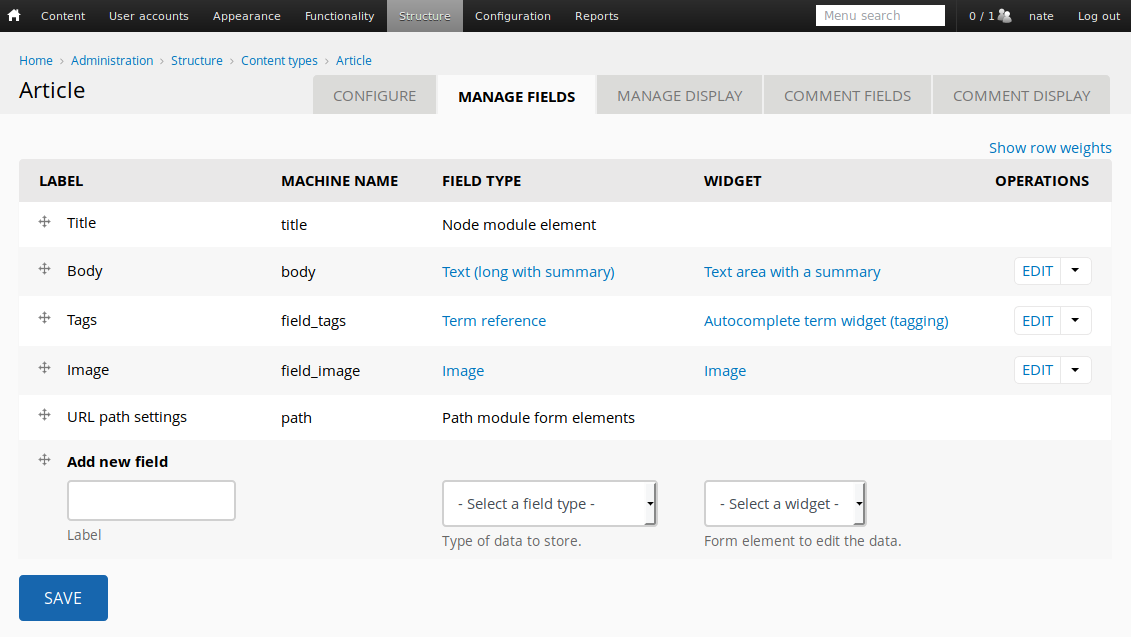 Content User accounts Appearance Functionality Structure Configuration Reports Menu search 0 / 1 nate Log out
Home › Administration › Structure › Content types › Article
Article
CONFIGURE MANAGE FIELDS MANAGE DISPLAY COMMENT FIELDS COMMENT DISPLAY
Show row weights
LABEL MACHINE NAME FIELD TYPE WIDGET OPERATIONS
Title title Node module element
Body body Text (long with summary) Text area with a summary EDIT
Tags field_tags Term reference Autocomplete term widget (tagging) EDIT
Image field_image Image Image EDIT
URL path settings path Path module form elements
Add new field
- Select a field type - - Select a widget -
Label Type of data to store. Form element to edit the data.
SAVE